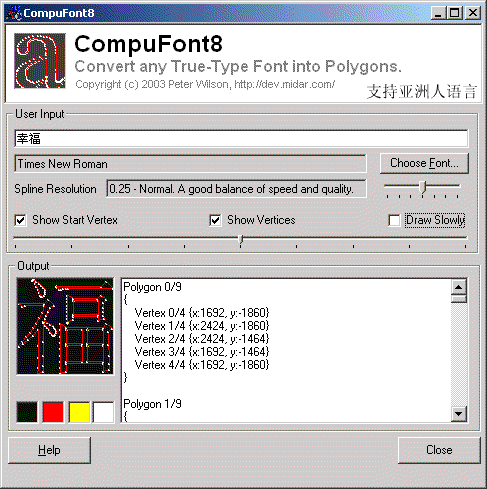 CompuFont8
CompuFont8
Convert any True-Type Font into Polygons.
Copyright (c) 2003 Peter Wilson, http://dev.midar.com/
支持亚洲人语言
User Input
幸福
Times New Roman
Choose Font...
Spline Resolution
0.25 - Normal. A good balance of speed and quality.
Show Start Vertex
Show Vertices
Draw Slowly
Output
福
Polygon 0/9
{
Vertex 0/4 {x:1692, y:-1860}
Vertex 1/4 {x:2424, y:-1860}
Vertex 2/4 {x:2424, y:-1464}
Vertex 3/4 {x:1692, y:-1464}
Vertex 4/4 {x:1692, y:-1860}
}
Polygon 1/9
{
Help
Close